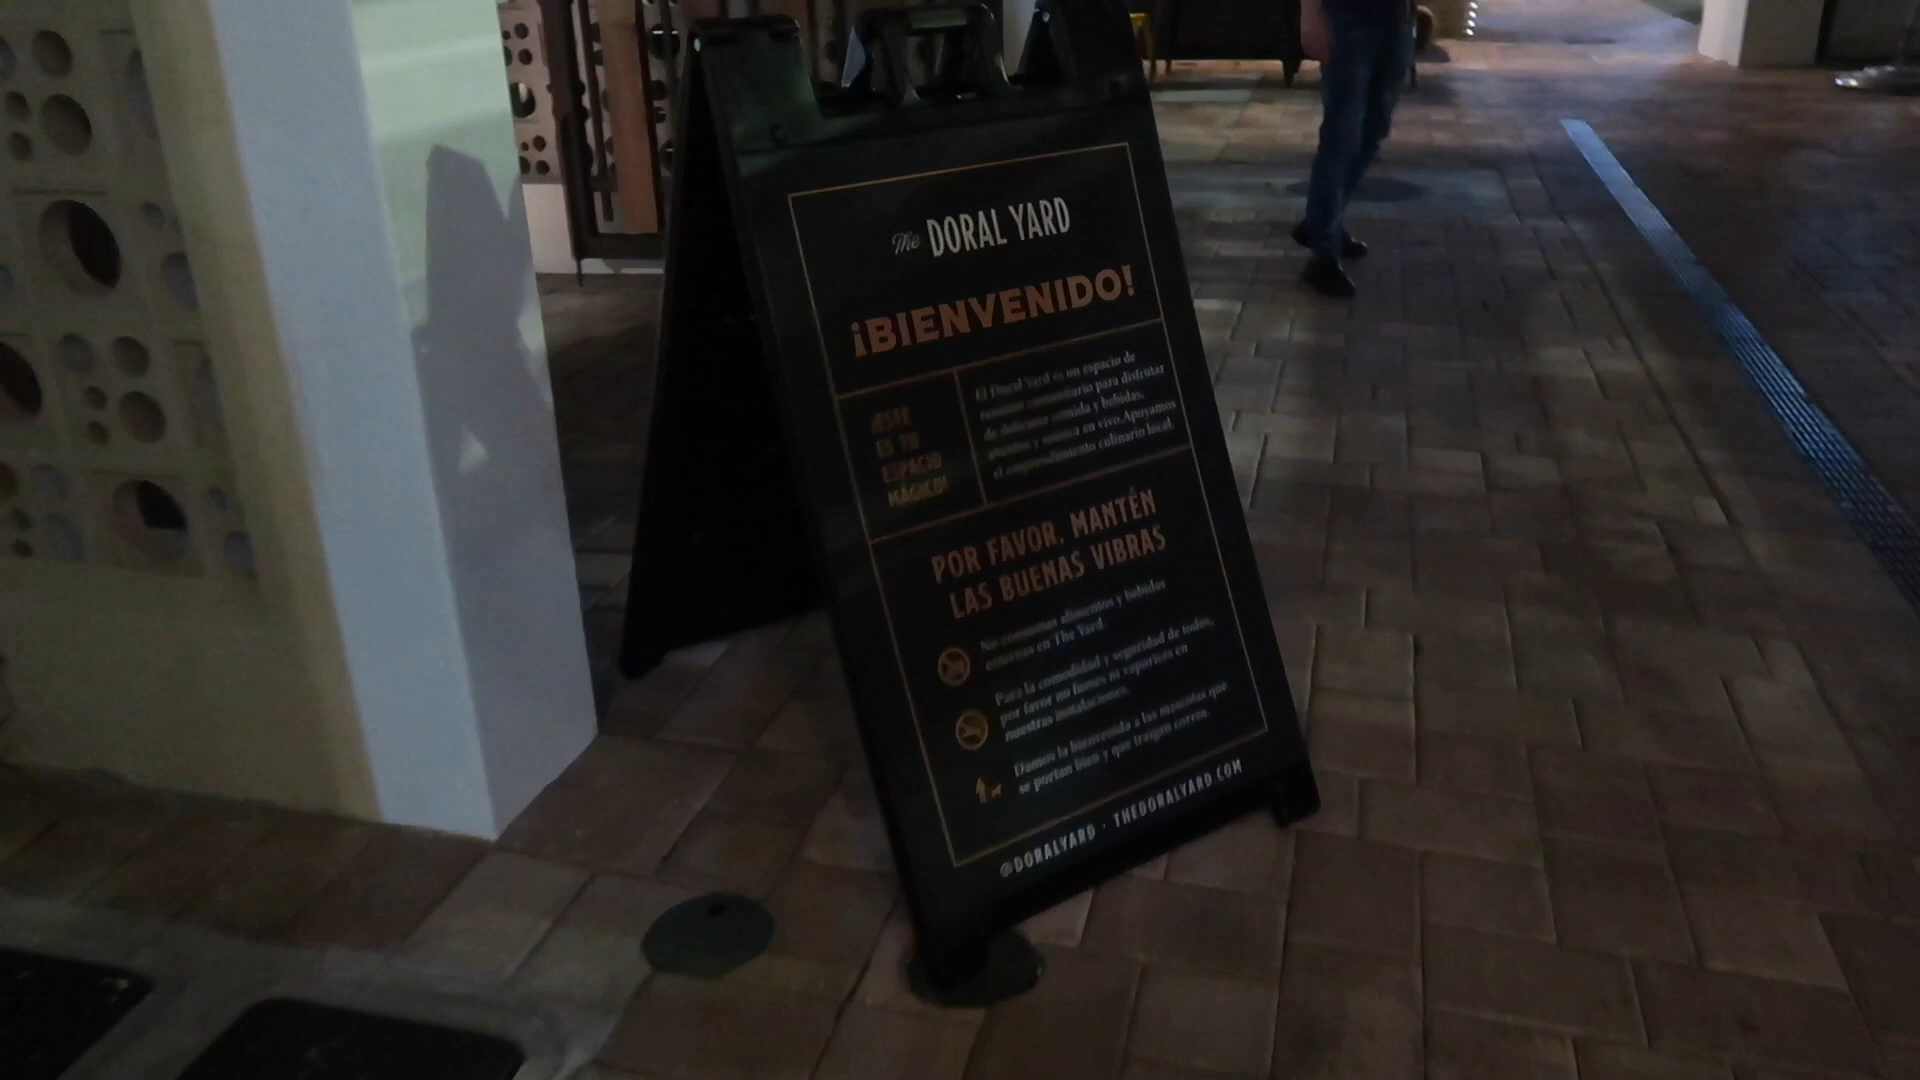 The DORAL YARD
¡BIENVENIDO!
¡ESTE
ES TU
ESPACIO
MÁGICO!
El Doral Yard es un espacio de
reunión comunitario para disfrutar
de deliciosa comida y bebidas,
eventos y música en vivo. Apoyamos
el emprendimiento culinario local.
POR FAVOR, MANTÉN
LAS BUENAS VIBRAS
No consumas alimentos y bebidas
externas en The Yard.
Para la comodidad y seguridad de todos,
por favor no fumes ni vaporices en
nuestras instalaciones.
Damos la bienvenida a las mascotas que
se portan bien y que traigan correa.
@DORALYARD · THEDORALYARD.COM